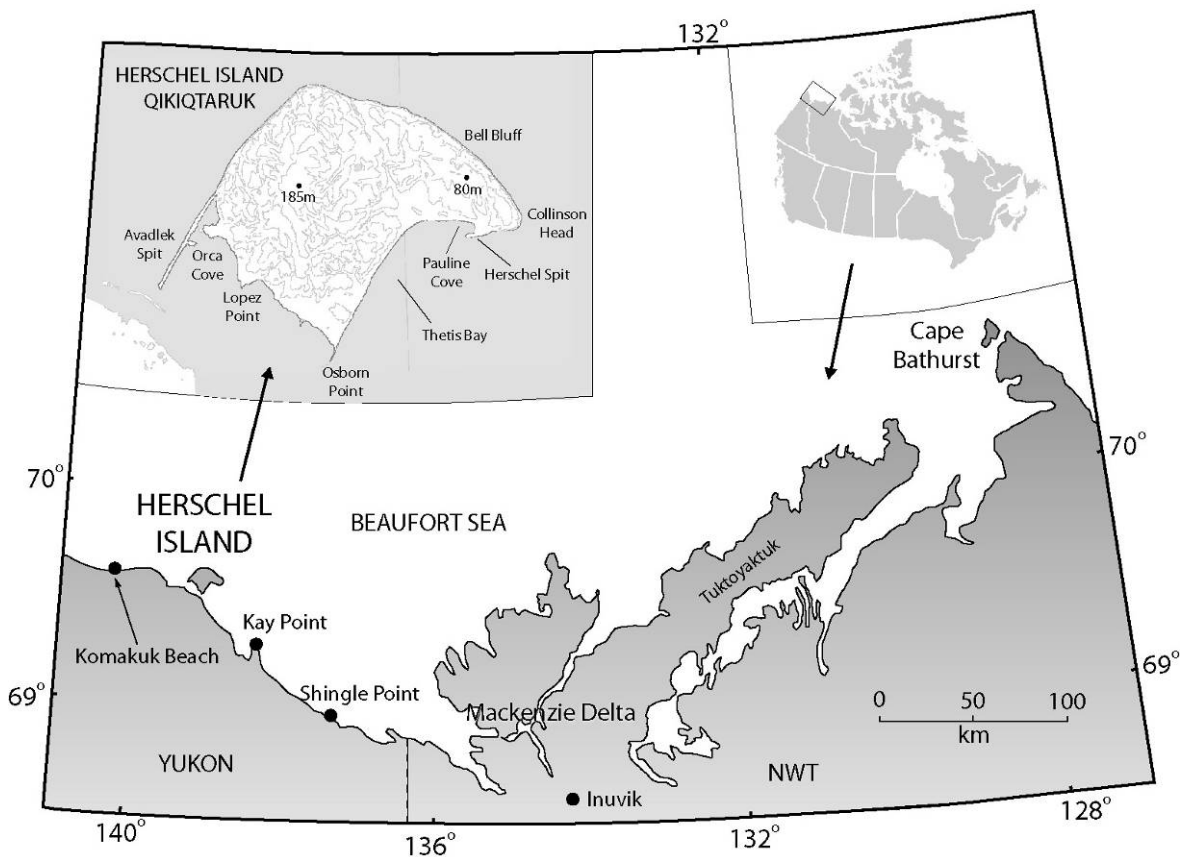 132°
HERSCHEL ISLAND
QIKIQTARUK
Bell Bluff
185m
80m
Collinson
Head
Avadlek
Spit
Orca
Cove
Pauline
Cove
Herschel Spit
Lopez
Point
Thetis Bay
Osborn
Point
Cape
Bathurst
70°
70°
HERSCHEL
ISLAND
BEAUFORT SEA
Tuktoyaktuk
Kay Point
Komakuk Beach
69°
69°
Shingle Point
Mackenzie Delta
0 50 100
km
YUKON
NWT
Inuvik
140°
136°
132°
128°